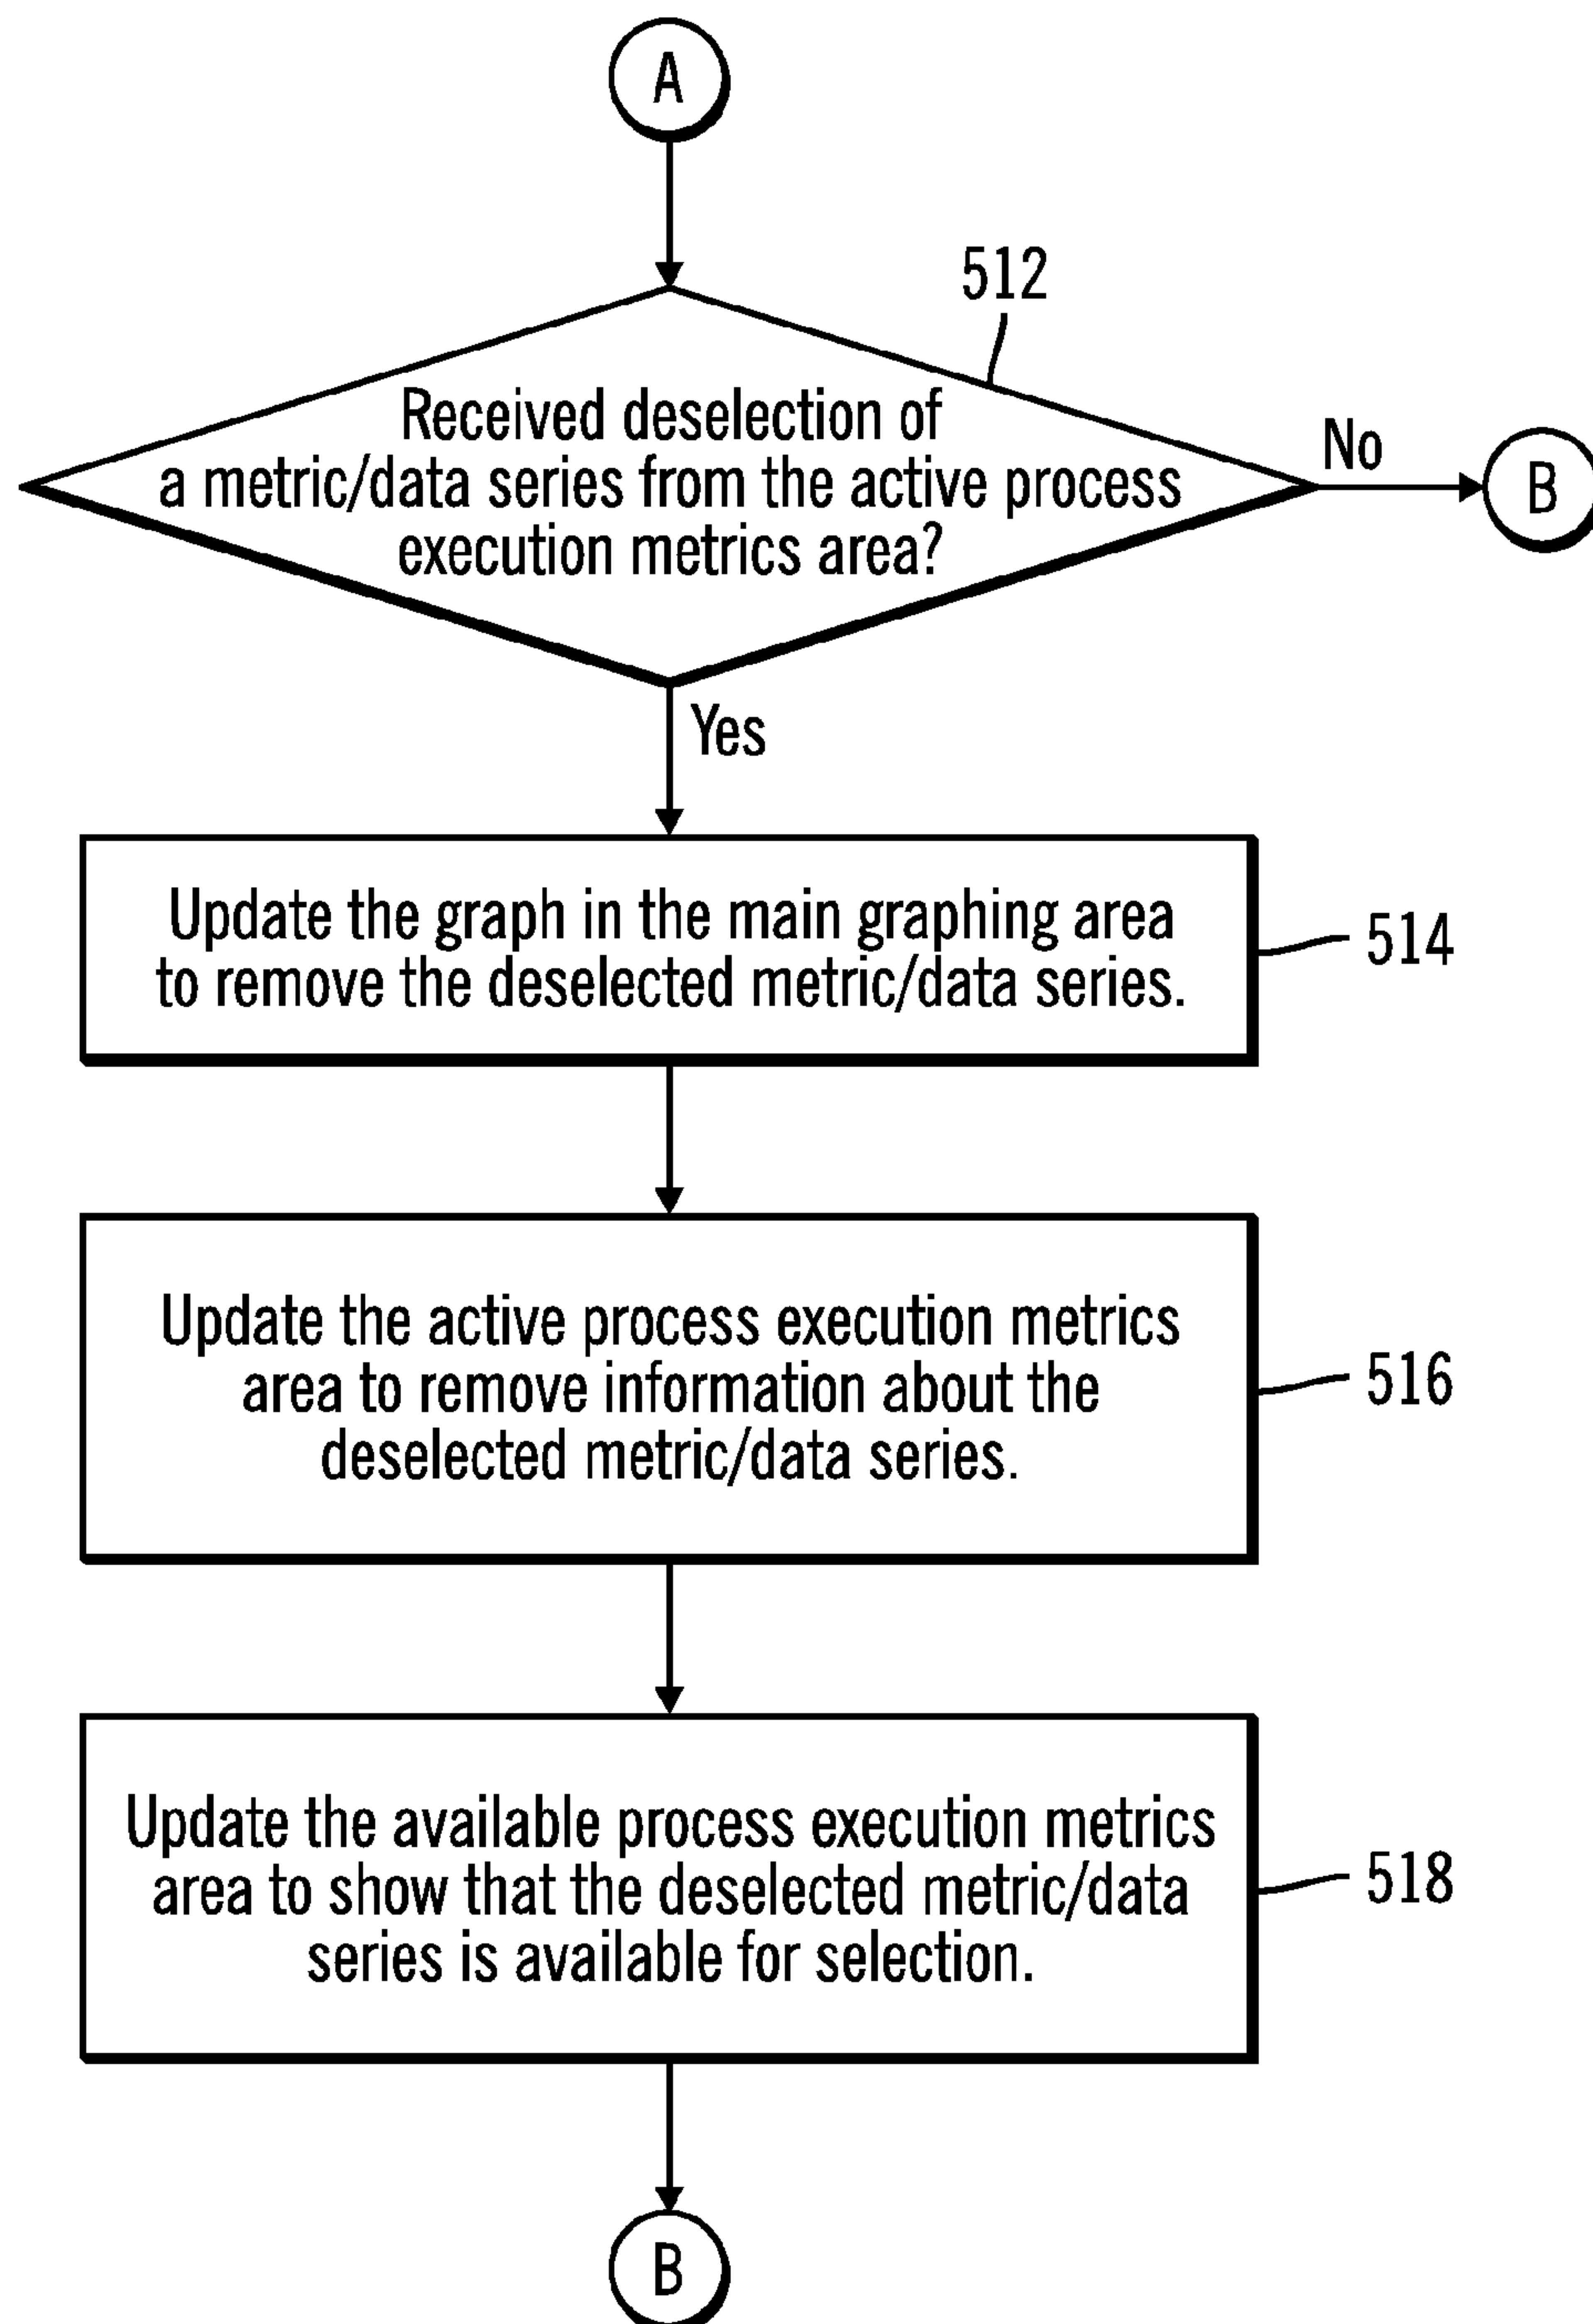 A
512
Received deselection of
a metric/data series from the active process
execution metrics area?
No
B
Yes
Update the graph in the main graphing area
to remove the deselected metric/data series.
514
Update the active process execution metrics
area to remove information about the
deselected metric/data series.
516
Update the available process execution metrics
area to show that the deselected metric/data
series is available for selection.
518
B